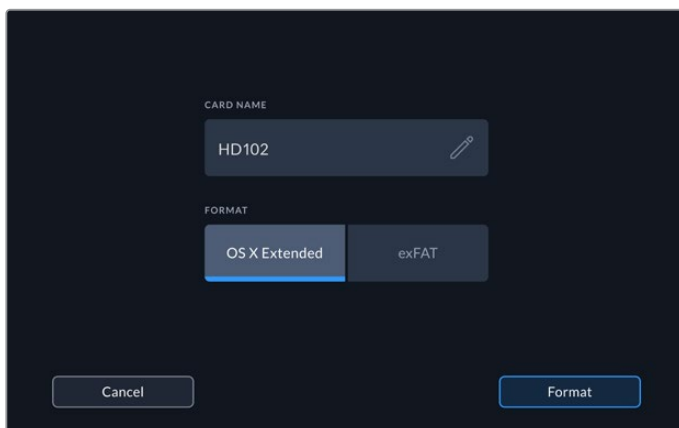 CARD NAME
HD102
FORMAT
OS X Extended exFAT
Cancel Format